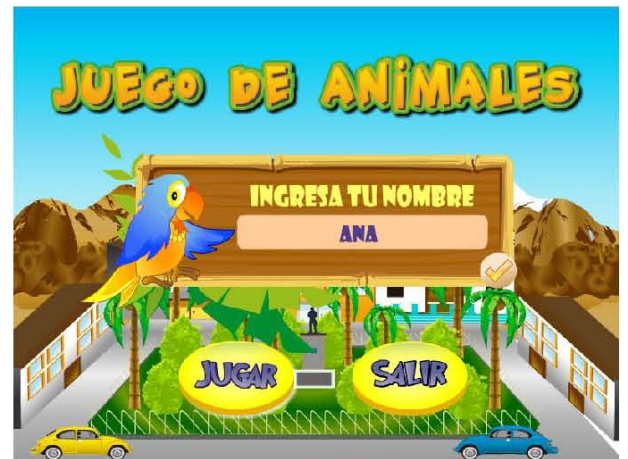 JUEGO DE ANIMALES
INGRESA TU NOMBRE
ANA
JUGAR
SALIR